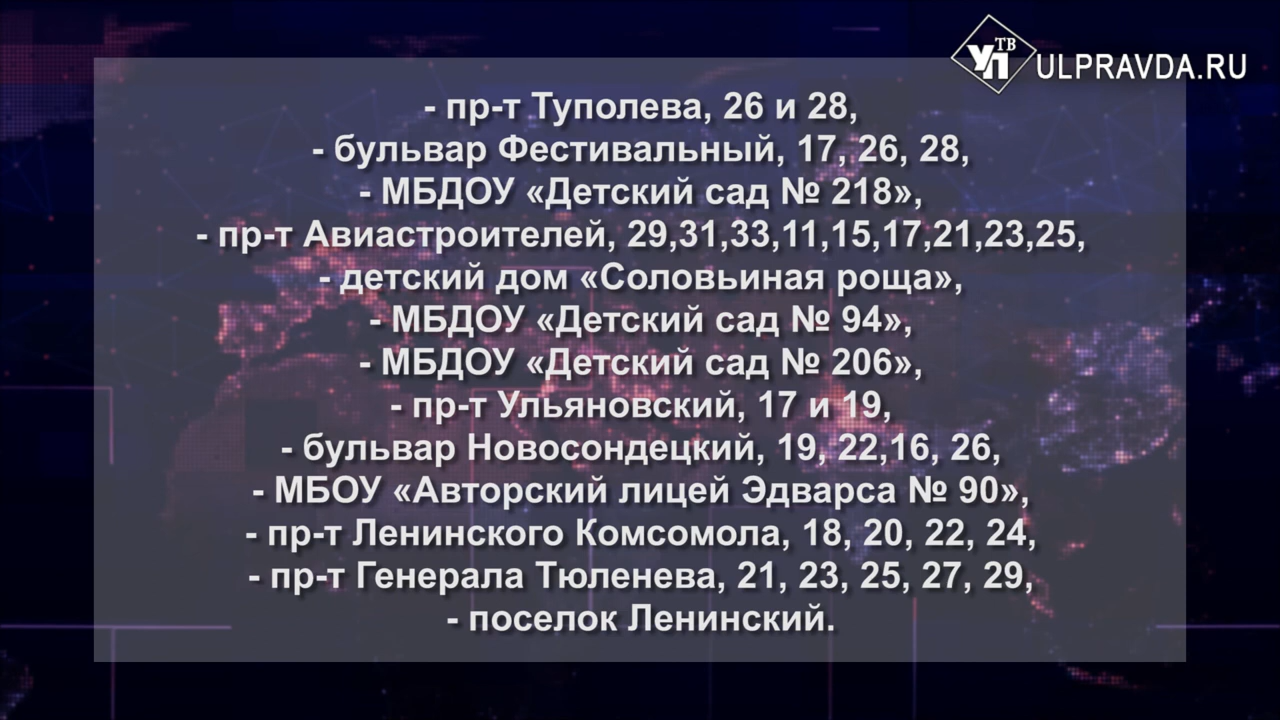 УП ТВ ULPRAVDA.RU
- пр-т Туполева, 26 и 28,
- бульвар Фестивальный, 17, 26, 28,
- МБДОУ «Детский сад № 218»,
- пр-т Авиастроителей, 29,31,33,11,15,17,21,23,25,
- детский дом «Соловьиная роща»,
- МБДОУ «Детский сад № 94»,
- МБДОУ «Детский сад № 206»,
- пр-т Ульяновский, 17 и 19,
- бульвар Новосондецкий, 19, 22,16, 26,
- МБОУ «Авторский лицей Эдварса № 90»,
- пр-т Ленинского Комсомола, 18, 20, 22, 24,
- пр-т Генерала Тюленева, 21, 23, 25, 27, 29,
- поселок Ленинский.